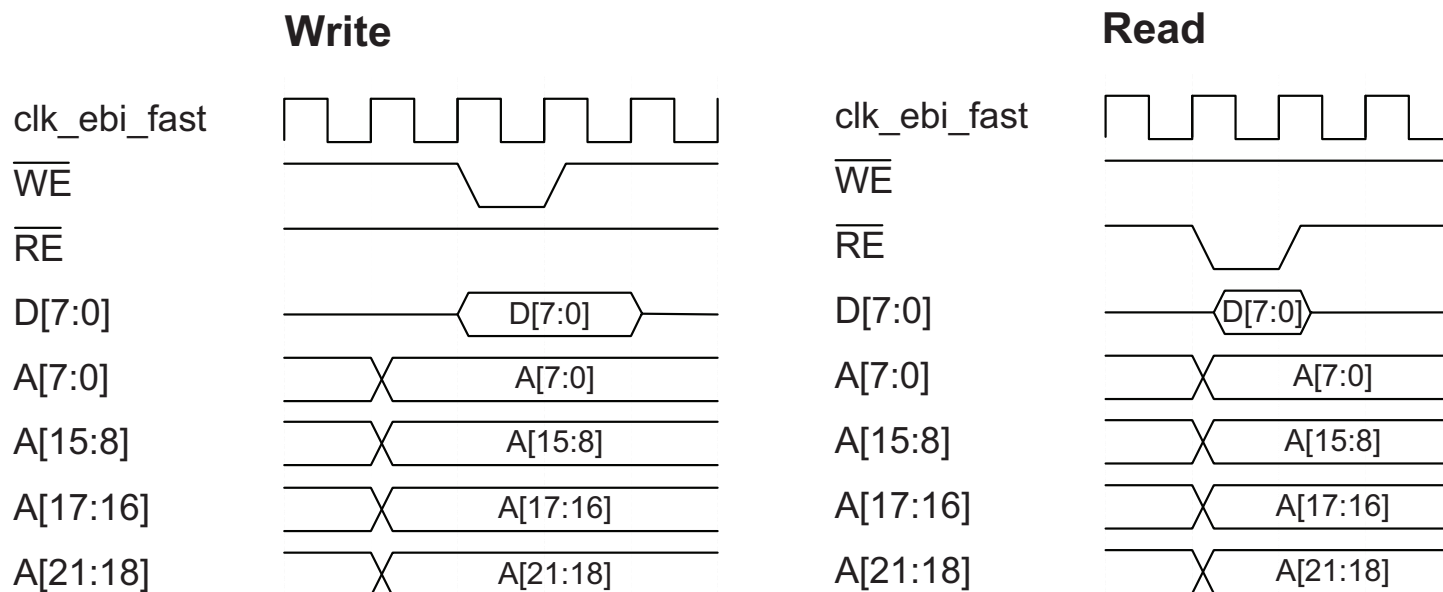 Write
clk_ebi_fast
WE
RE
D[7:0] D[7:0]
A[7:0] A[7:0]
A[15:8] A[15:8]
A[17:16] A[17:16]
A[21:18] A[21:18]
Read
clk_ebi_fast
WE
RE
D[7:0] D[7:0]
A[7:0] A[7:0]
A[15:8] A[15:8]
A[17:16] A[17:16]
A[21:18] A[21:18]